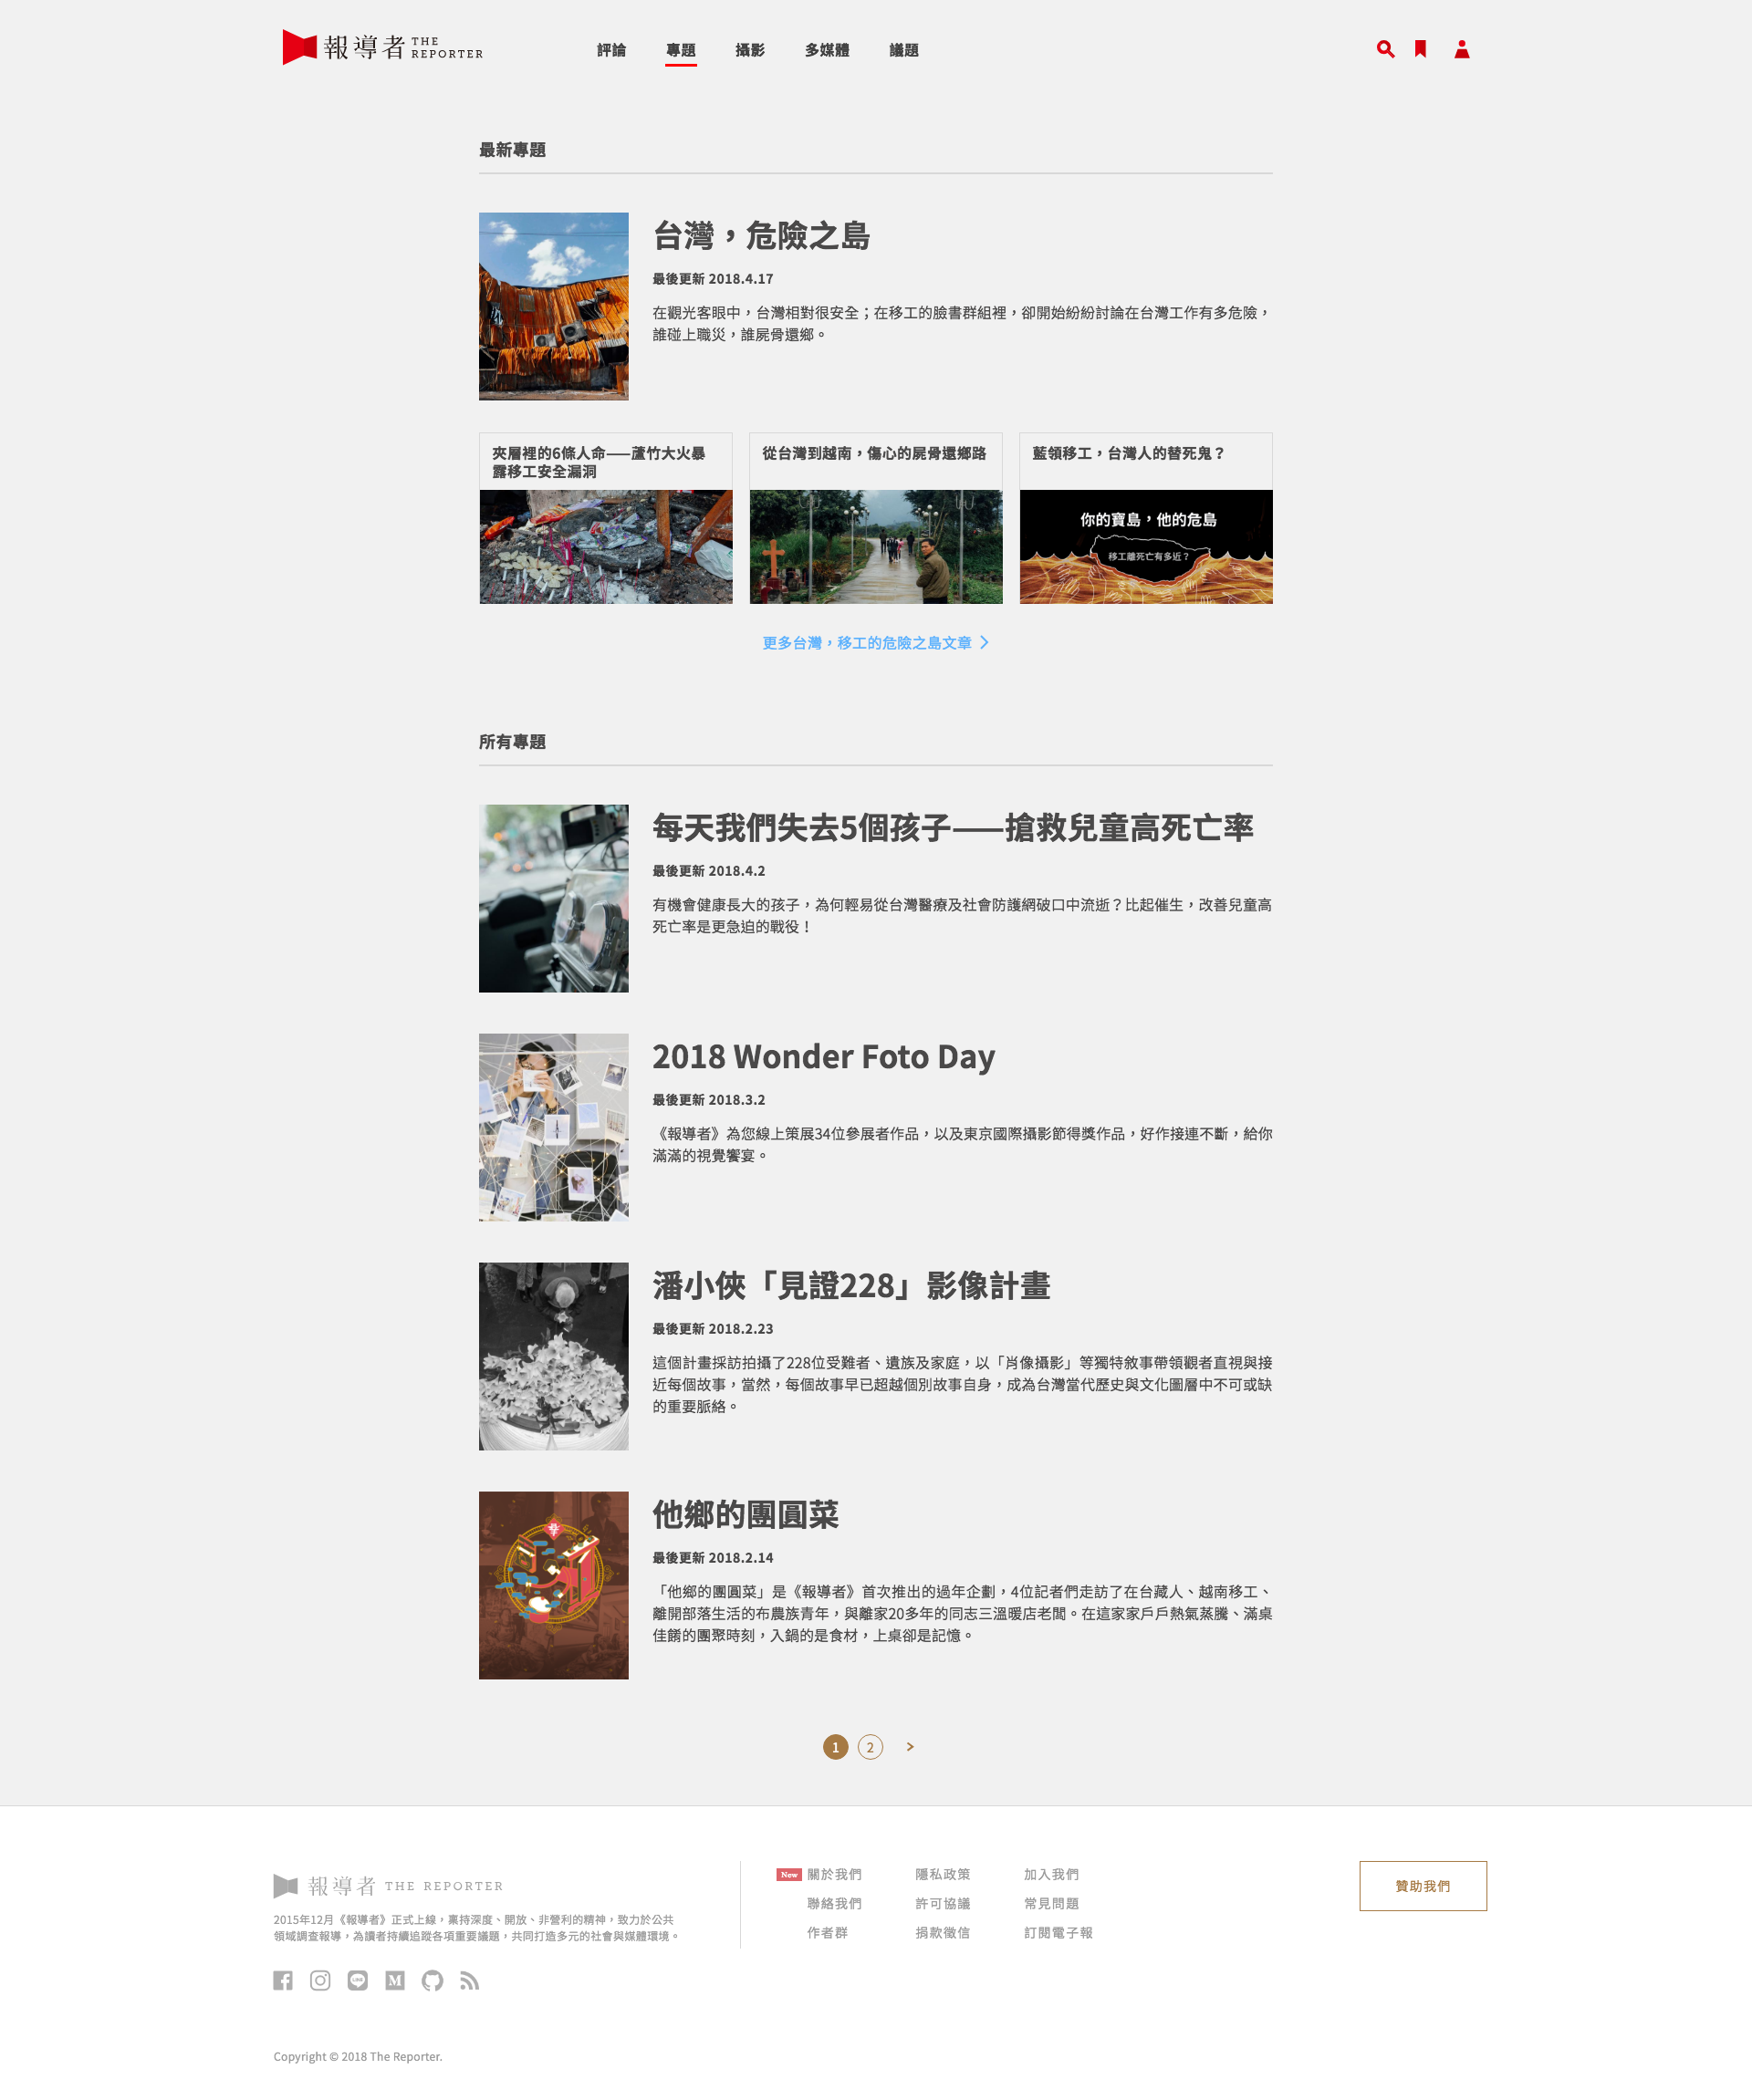 報導者 THE REPORTER
評論 專題 攝影 多媒體 議題
最新專題
台灣，危險之島
最後更新 2018.4.17
在觀光客眼中，台灣相對很安全；在移工的臉書群組裡，卻開始紛紛討論在台灣工作有多危險，
誰碰上職災，誰屍骨還鄉。
夾層裡的6條人命——蘆竹大火暴
露移工安全漏洞
從台灣到越南，傷心的屍骨還鄉路
藍領移工，台灣人的替死鬼？
你的寶島，他的危島
移工離死亡有多近？
更多台灣，移工的危險之島文章
所有專題
每天我們失去5個孩子——搶救兒童高死亡率
最後更新 2018.4.2
有機會健康長大的孩子，為何輕易從台灣醫療及社會防護網破口中流逝？比起催生，改善兒童高
死亡率是更急迫的戰役！
2018 Wonder Foto Day
最後更新 2018.3.2
《報導者》為您線上策展34位參展者作品，以及東京國際攝影節得獎作品，好作接連不斷，給你
滿滿的視覺饗宴。
潘小俠「見證228」影像計畫
最後更新 2018.2.23
這個計畫採訪拍攝了228位受難者、遺族及家庭，以「肖像攝影」等獨特敘事帶領觀者直視與接
近每個故事，當然，每個故事早已超越個別故事自身，成為台灣當代歷史與文化圖層中不可或缺
的重要脈絡。
他鄉的團圓菜
最後更新 2018.2.14
「他鄉的團圓菜」是《報導者》首次推出的過年企劃，4位記者們走訪了在台藏人、越南移工、
離開部落生活的布農族青年，與離家20多年的同志三溫暖店老闆。在這家家戶戶熱氣蒸騰、滿桌
佳餚的團聚時刻，入鍋的是食材，上桌卻是記憶。
1 2 >
報導者 THE REPORTER
2015年12月《報導者》正式上線，稟持深度、開放、非營利的精神，致力於公共
領域調查報導，為讀者持續追蹤各項重要議題，共同打造多元的社會與媒體環境。
New 關於我們 隱私政策 加入我們
聯絡我們 許可協議 常見問題
作者群 捐款徵信 訂閱電子報
贊助我們
LINE M
Copyright © 2018 The Reporter.